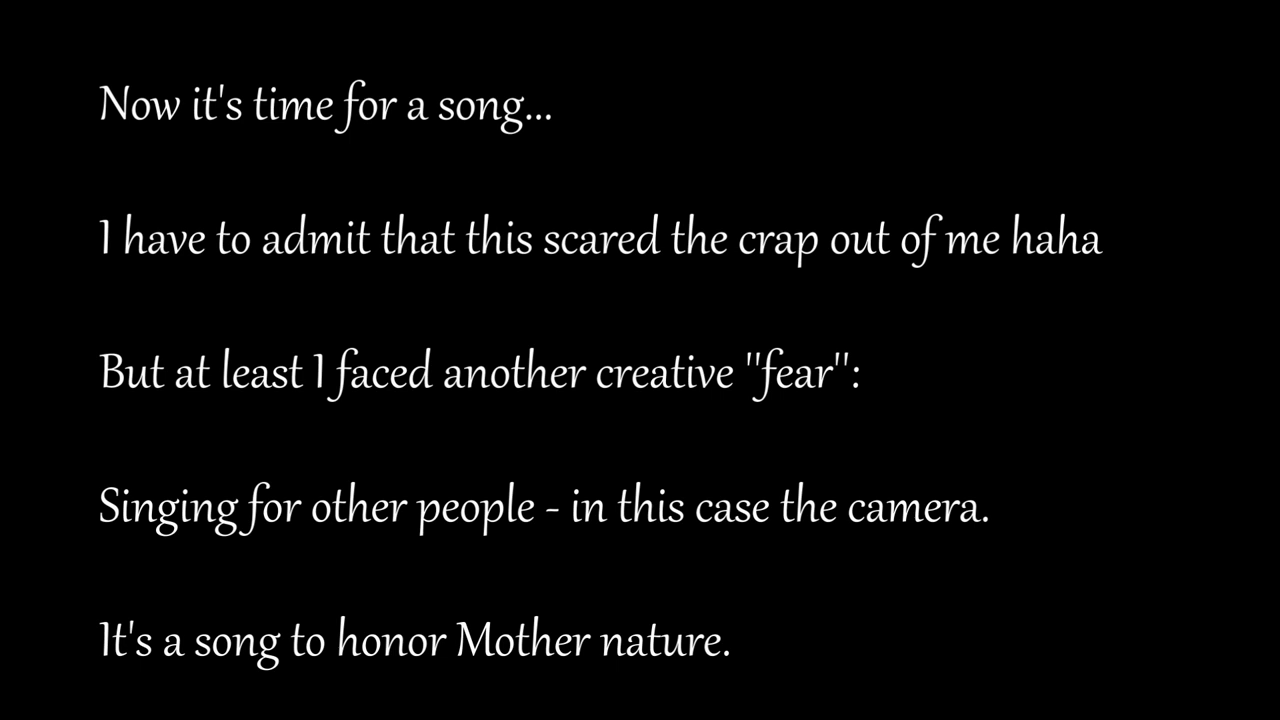 Now it's time for a song...
I have to admit that this scared the crap out of me haha
But at least I faced another creative "fear":
Singing for other people - in this case the camera.
It's a song to honor Mother nature.